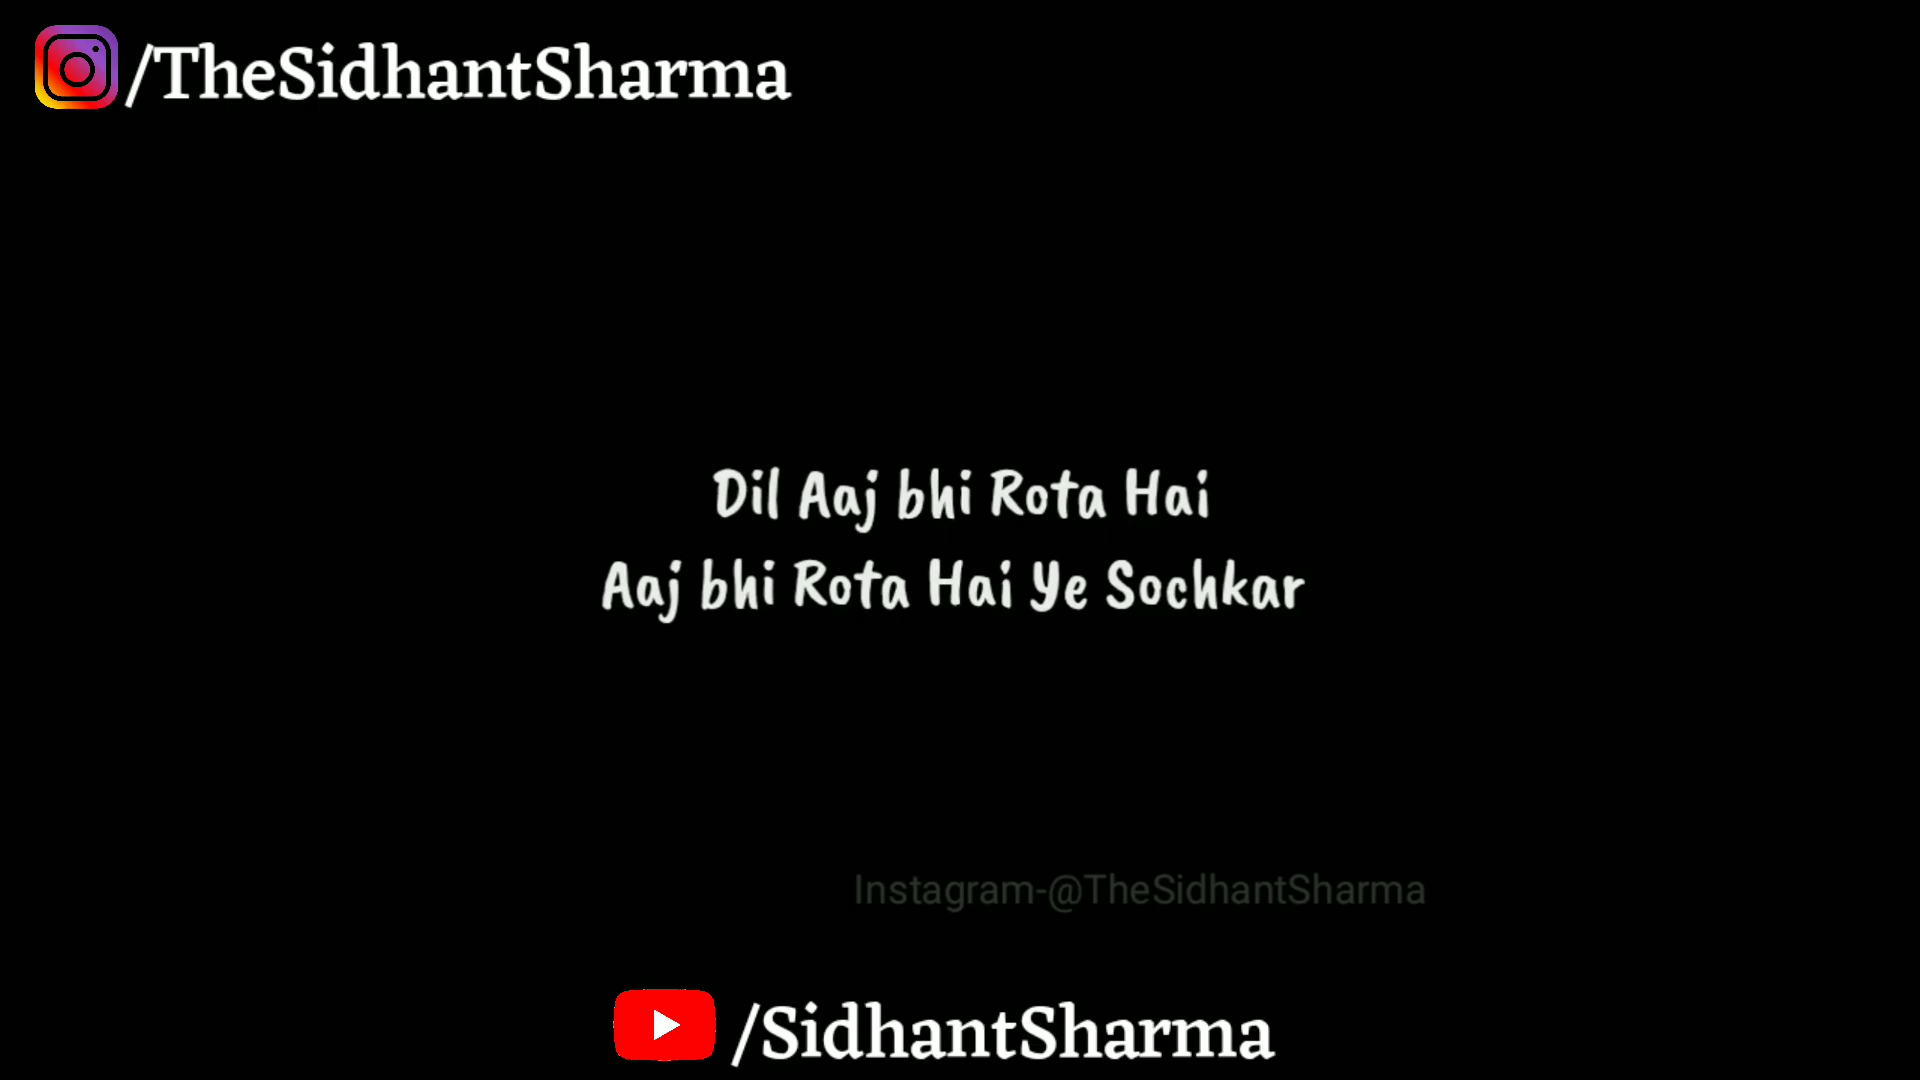 /TheSidhantSharma
Dil Aaj bhi Rota Hai
Aaj bhi Rota Hai Ye Sochkar
Instagram-@TheSidhantSharma
/SidhantSharma